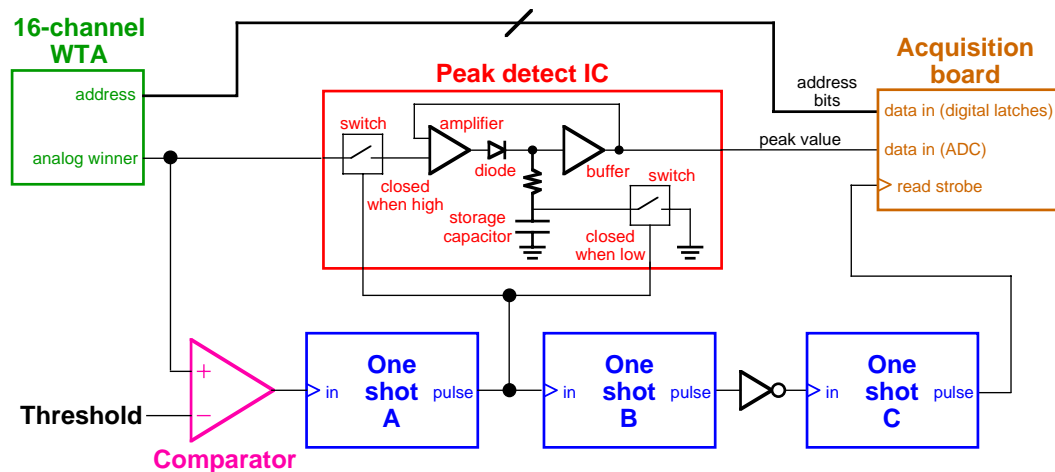 16-channel
WTA
address
analog winner
Peak detect IC
switch
amplifier
closed
when high
diode
buffer
storage
capacitor
switch
closed
when low
address
bits
peak value
Acquisition
board
data in (digital latches)
data in (ADC)
read strobe
+
−
Threshold
Comparator
in
One
shot
A
pulse
in
One
shot
B
pulse
in
One
shot
C
pulse